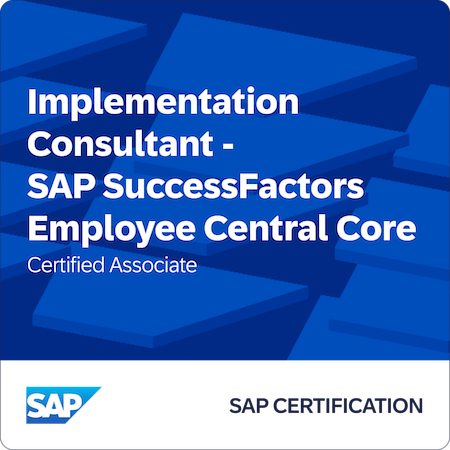 Implementation
Consultant -
SAP SuccessFactors
Employee Central Core
Certified Associate
SAP
SAP CERTIFICATION